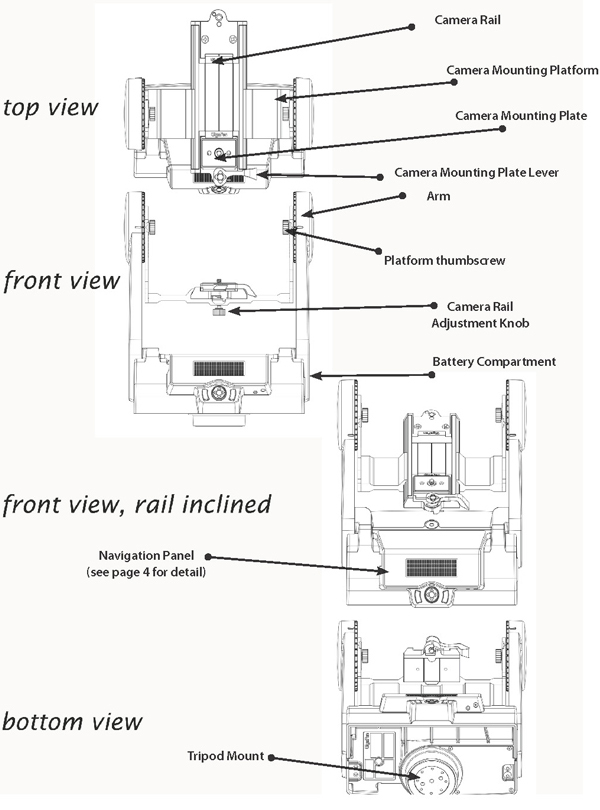 Camera Rail
Camera Mounting Platform
top view
Camera Mounting Plate
Camera Mounting Plate Lever
Arm
Platform thumbscrew
front view
Camera Rail
Adjustment Knob
Battery Compartment
front view, rail inclined
Navigation Panel
(see page 4 for detail)
bottom view
Tripod Mount